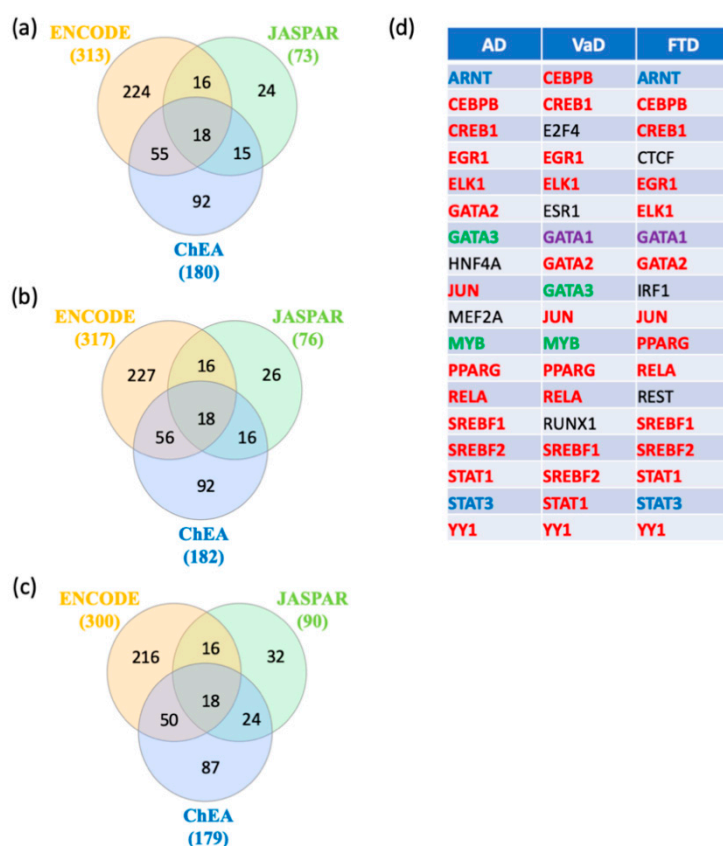 (a)
ENCODE
(313)
JASPAR
(73)
224
16
24
18
55
15
92
ChEA
(180)
(b)
ENCODE
(317)
JASPAR
(76)
227
16
26
18
56
16
92
ChEA
(182)
(c)
ENCODE
(300)
JASPAR
(90)
216
16
32
18
50
24
87
ChEA
(179)
(d)
AD VaD FTD
ARNT CEBPB ARNT
CEBPB CREB1 CEBPB
CREB1 E2F4 CREB1
EGR1 EGR1 CTCF
ELK1 ELK1 EGR1
GATA2 ESR1 ELK1
GATA3 GATA1 GATA1
HNF4A GATA2 GATA2
JUN GATA3 IRF1
MEF2A JUN JUN
MYB MYB PPARG
PPARG PPARG RELA
RELA RELA REST
SREBF1 RUNX1 SREBF1
SREBF2 SREBF1 SREBF2
STAT1 SREBF2 STAT1
STAT3 STAT1 STAT3
YY1 YY1 YY1